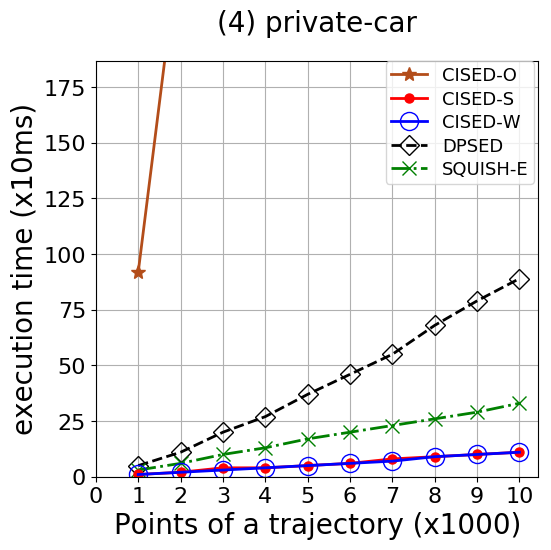 (4) private-car
execution time (x10ms)
175
150
125
100
75
50
25
0
CISED-O
CISED-S
CISED-W
DPSED
SQUISH-E
0 1 2 3 4 5 6 7 8 9 10
Points of a trajectory (x1000)